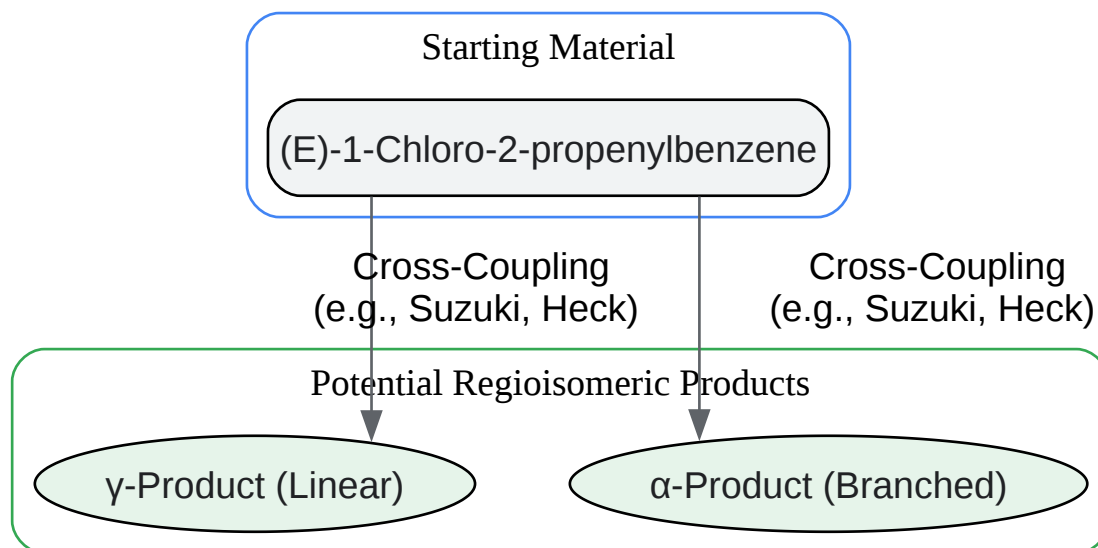 Starting Material
(E)-1-Chloro-2-propenylbenzene
Cross-Coupling
(e.g., Suzuki, Heck)
Cross-Coupling
(e.g., Suzuki, Heck)
Potential Regioisomeric Products
γ-Product (Linear)
α-Product (Branched)